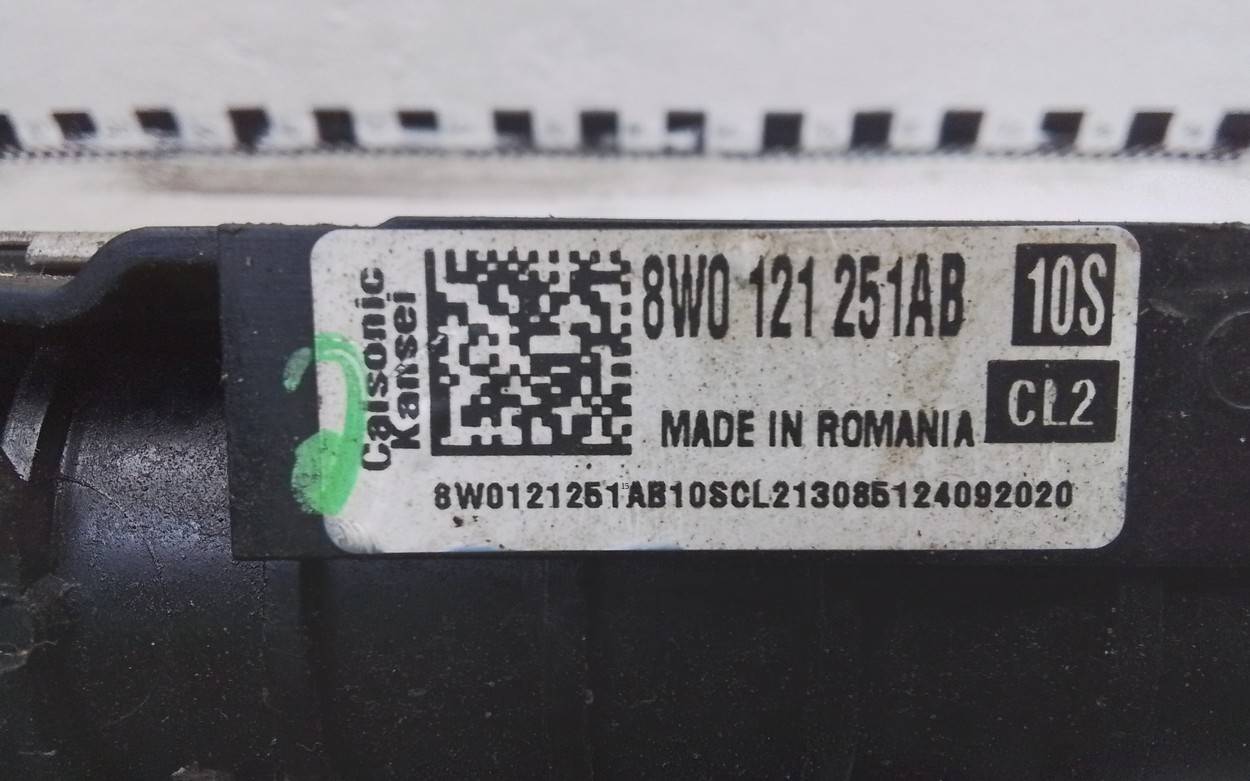 Calsonic
Kansei
8W0 121 251AB
10S
CL2
MADE IN ROMANIA
8W0121251AB10SCL213085124092020